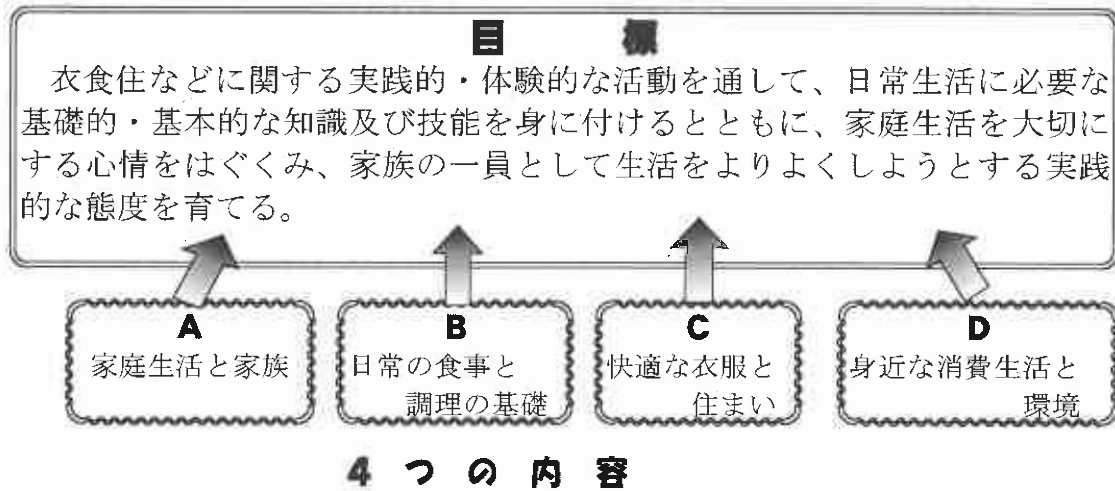 目 標
衣食住などに関する実践的・体験的な活動を通して、日常生活に必要な
基礎的・基本的な知識及び技能を身に付けるとともに、家庭生活を大切に
する心情をはぐくみ、家族の一員として生活をよりよくしようとする実践
的な態度を育てる。
A
家庭生活と家族
B
日常の食事と
調理の基礎
C
快適な衣服と
住まい
D
身近な消費生活と
環境
4つの内容